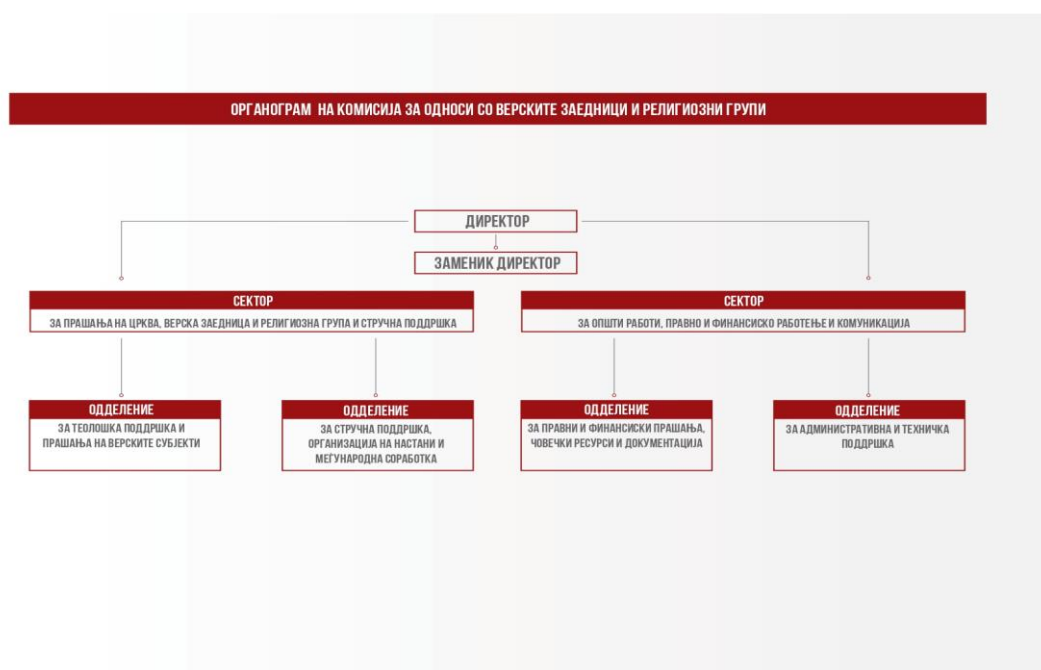 ОРГАНОГРАМ НА КОМИСИЈА ЗА ОДНОСИ СО ВЕРСКИТЕ ЗАЕДНИЦИ И РЕЛИГИОЗНИ ГРУПИ
ДИРЕКТОР
ЗАМЕНИК ДИРЕКТОР
СЕКТОР
ЗА ПРАШАЊА НА ЦРКВА, ВЕРСКА ЗАЕДНИЦА И РЕЛИГИОЗНА ГРУПА И СТРУЧНА ПОДДРШКА
СЕКТОР
ЗА ОПШТИ РАБОТИ, ПРАВНО И ФИНАНСИСКО РАБОТЕЊЕ И КОМУНИКАЦИЈА
ОДДЕЛЕНИЕ
ЗА ТЕОЛОШКА ПОДДРШКА И
ПРАШАЊА НА ВЕРСКИТЕ СУБЈЕКТИ
ОДДЕЛЕНИЕ
ЗА СТРУЧНА ПОДДРШКА,
ОРГАНИЗАЦИЈА НА НАСТАНИ И
МЕЃУНАРОДНА СОРАБОТКА
ОДДЕЛЕНИЕ
ЗА ПРАВНИ И ФИНАНСИСКИ ПРАШАЊА,
ЧОВЕЧКИ РЕСУРСИ И ДОКУМЕНТАЦИЈА
ОДДЕЛЕНИЕ
ЗА АДМИНИСТРАТИВНА И ТЕХНИЧКА
ПОДДРШКА